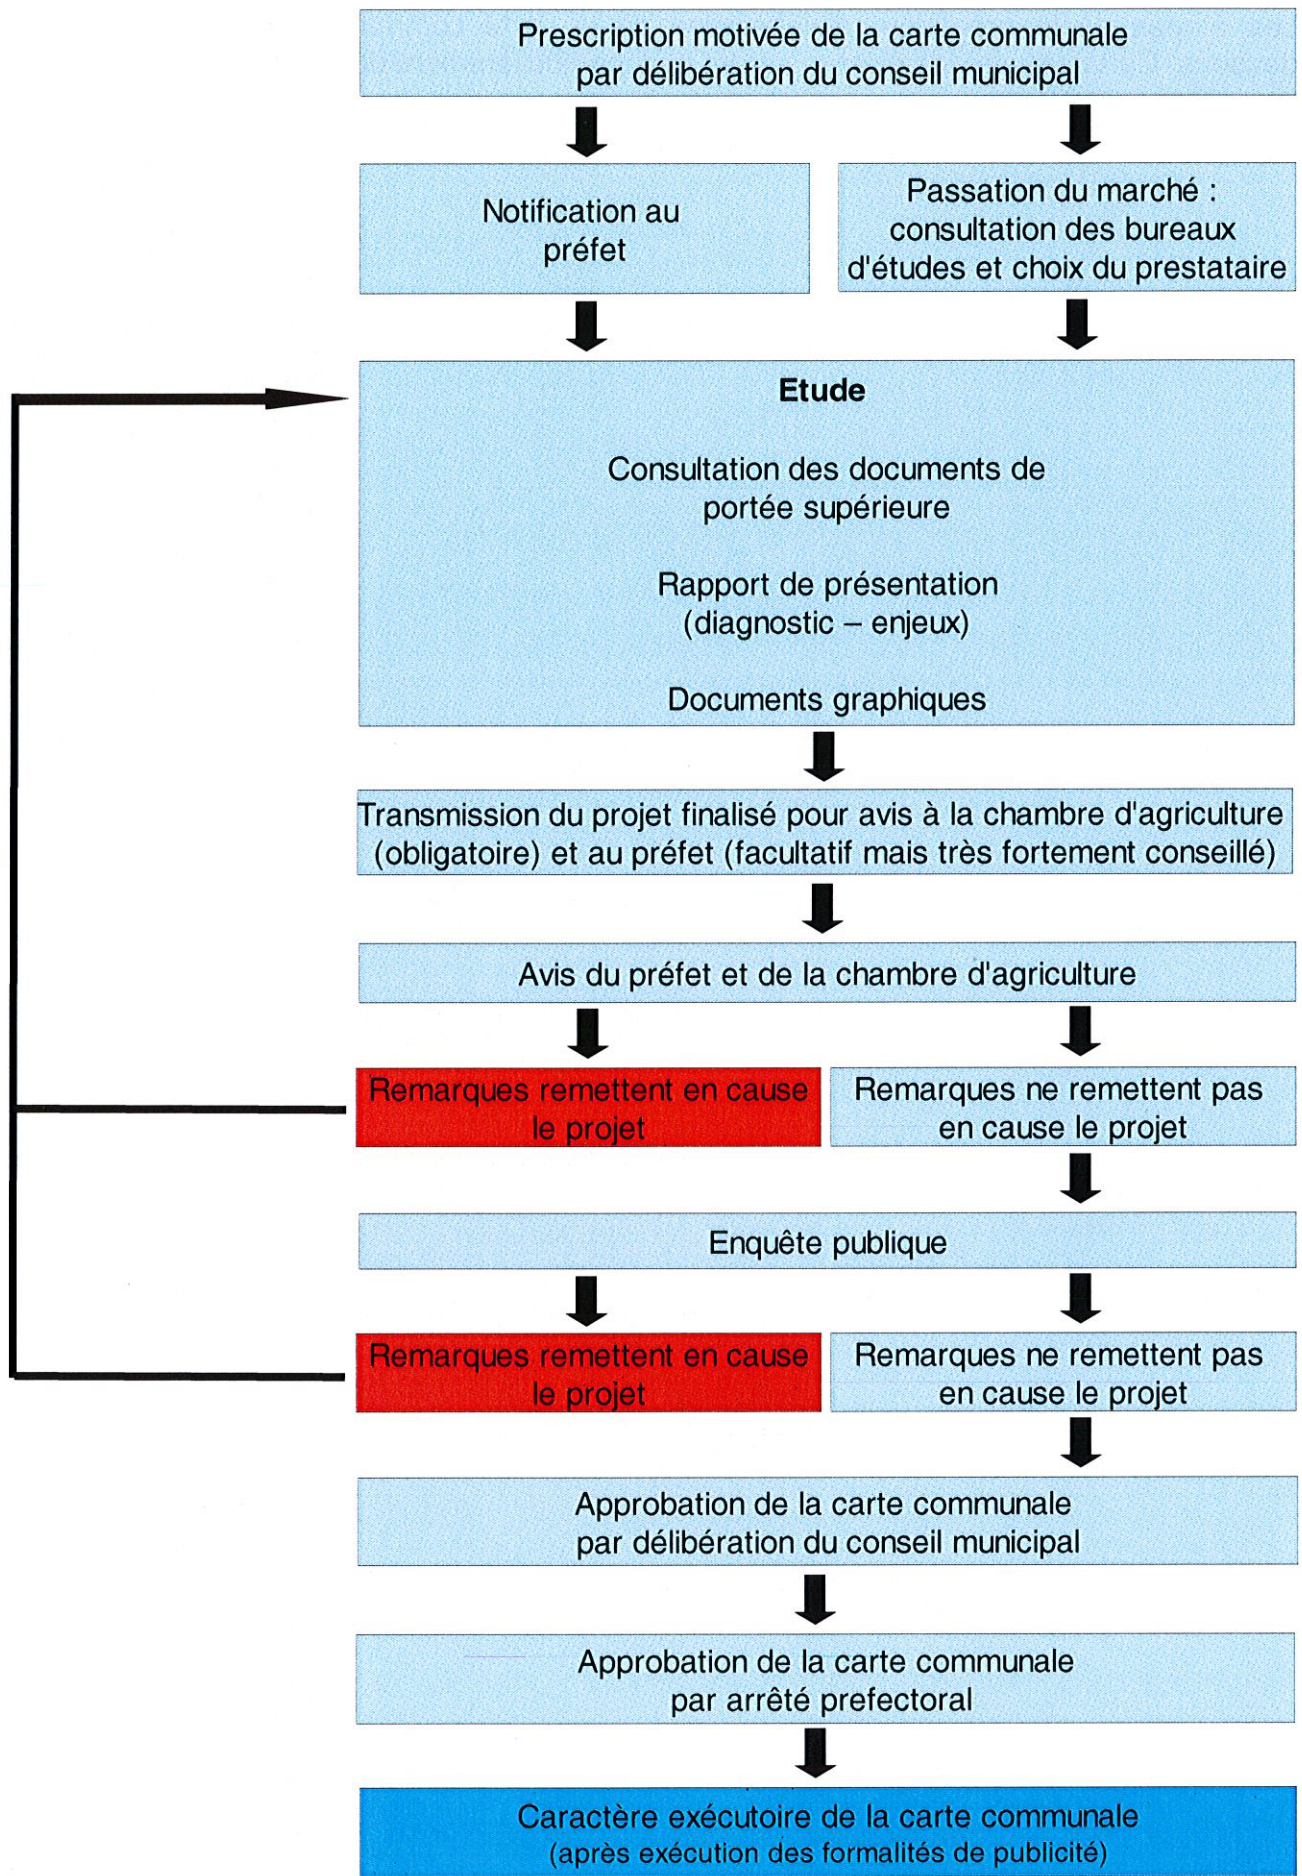 Prescription motivée de la carte communale
par délibération du conseil municipal
Notification au
préfet
Passation du marché :
consultation des bureaux
d'études et choix du prestataire
Etude
Consultation des documents de
portée supérieure
Rapport de présentation
(diagnostic – enjeux)
Documents graphiques
Transmission du projet finalisé pour avis à la chambre d'agriculture
(obligatoire) et au préfet (facultatif mais très fortement conseillé)
Avis du préfet et de la chambre d'agriculture
Remarques remettent en cause
le projet
Remarques ne remettent pas
en cause le projet
Enquête publique
Remarques remettent en cause
le projet
Remarques ne remettent pas
en cause le projet
Approbation de la carte communale
par délibération du conseil municipal
Approbation de la carte communale
par arrêté prefectoral
Caractère exécutoire de la carte communale
(après exécution des formalités de publicité)